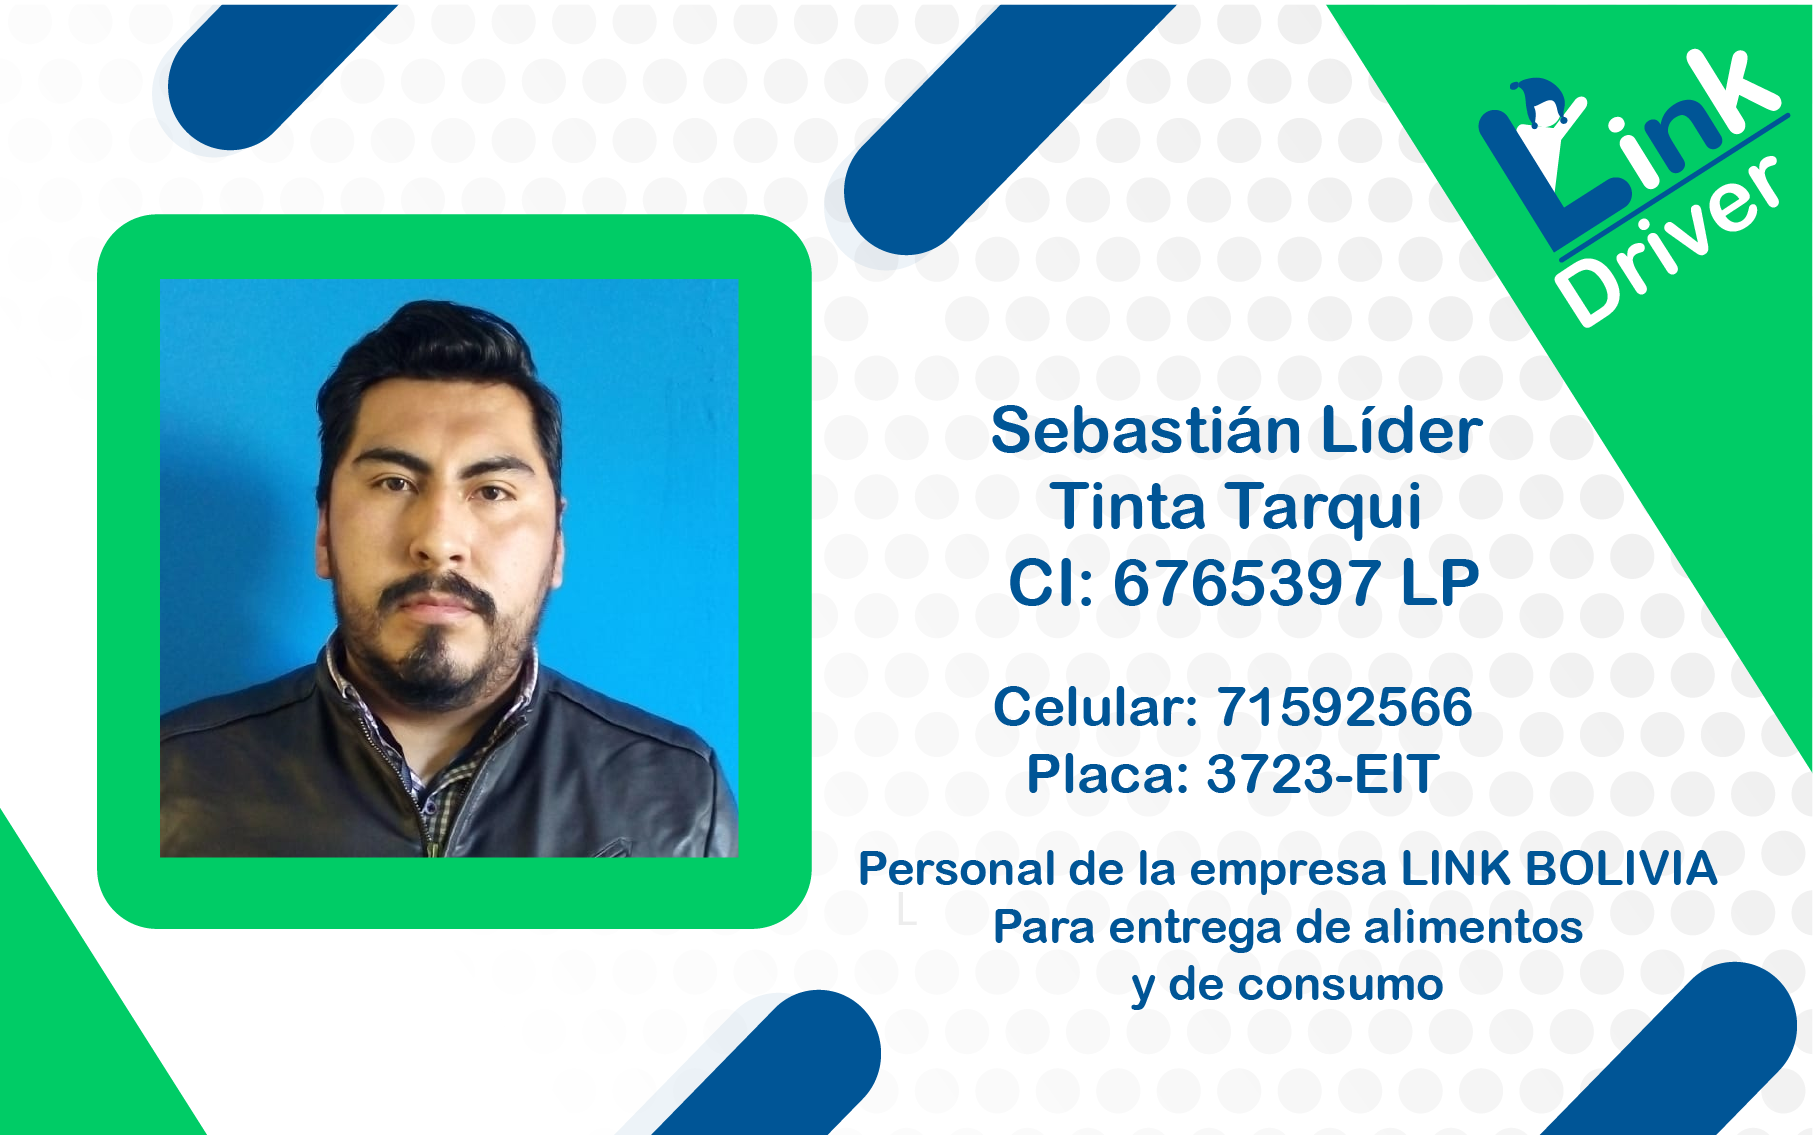 Link
Driver
Sebastián Líder
Tinta Tarqui
CI: 6765397 LP
Celular: 71592566
Placa: 3723-EIT
Personal de la empresa LINK BOLIVIA
L
Para entrega de alimentos
y de consumo